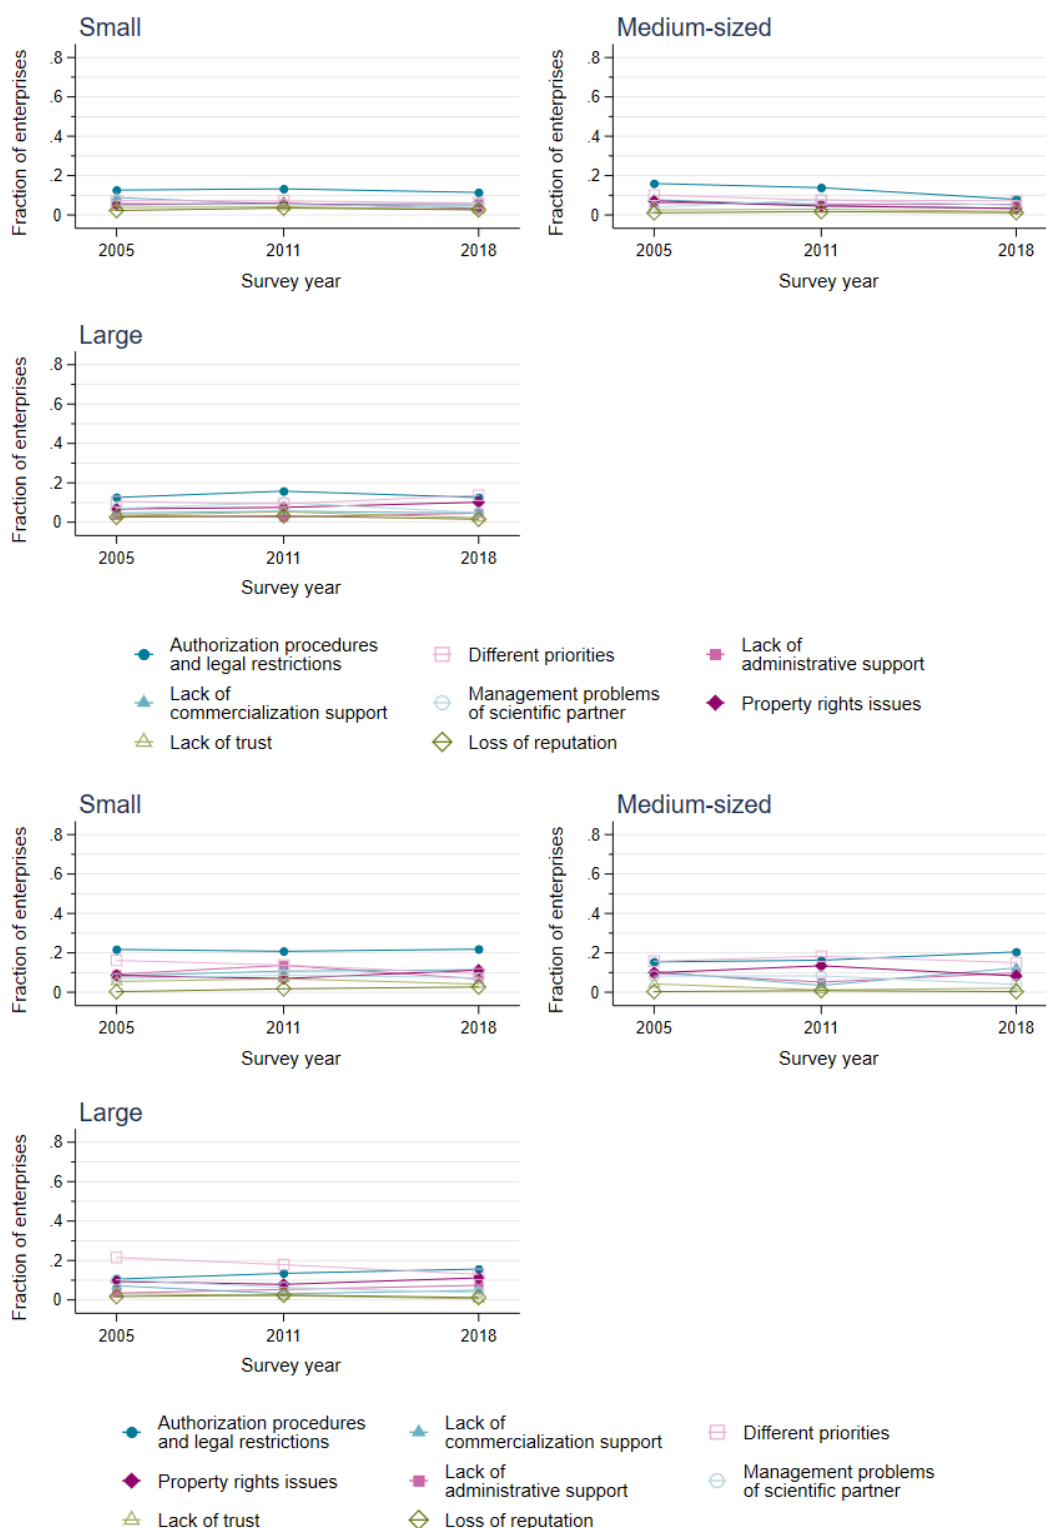 Small
Fraction of enterprises
.8
.6
.4
.2
0
2005
2011
2018
Survey year
Medium-sized
Fraction of enterprises
.8
.6
.4
.2
0
2005
2011
2018
Survey year
Large
Fraction of enterprises
.8
.6
.4
.2
0
2005
2011
2018
Survey year
Authorization procedures
and legal restrictions
Different priorities
Lack of
administrative support
Lack of
commercialization support
Management problems
of scientific partner
Property rights issues
Lack of trust
Loss of reputation
Small
Fraction of enterprises
.8
.6
.4
.2
0
2005
2011
2018
Survey year
Medium-sized
Fraction of enterprises
.8
.6
.4
.2
0
2005
2011
2018
Survey year
Large
Fraction of enterprises
.8
.6
.4
.2
0
2005
2011
2018
Survey year
Authorization procedures
and legal restrictions
Lack of
commercialization support
Different priorities
Property rights issues
Lack of
administrative support
Management problems
of scientific partner
Lack of trust
Loss of reputation